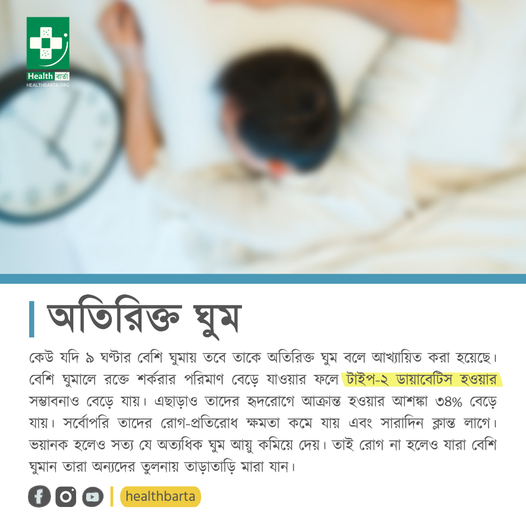 Health বার্তা
HEALTHBARTA.ORG
অতিরিক্ত ঘুম
কেউ যদি ৯ ঘণ্টার বেশি ঘুমায় তবে তাকে অতিরিক্ত ঘুম বলে আখ্যায়িত করা হয়েছে।
বেশি ঘুমালে রক্তে শর্করার পরিমাণ বেড়ে যাওয়ার ফলে টাইপ-২ ডায়াবেটিস হওয়ার
সম্ভাবনাও বেড়ে যায়। এছাড়াও তাদের হৃদরোগে আক্রান্ত হওয়ার আশঙ্কা ৩৪% বেড়ে
যায়। সর্বোপরি তাদের রোগ-প্রতিরোধ ক্ষমতা কমে যায় এবং সারাদিন ক্লান্ত লাগে।
ভয়ানক হলেও সত্য যে অত্যধিক ঘুম আয়ু কমিয়ে দেয়। তাই রোগ না হলেও যারা বেশি
ঘুমান তারা অন্যদের তুলনায় তাড়াতাড়ি মারা যান।
healthbarta